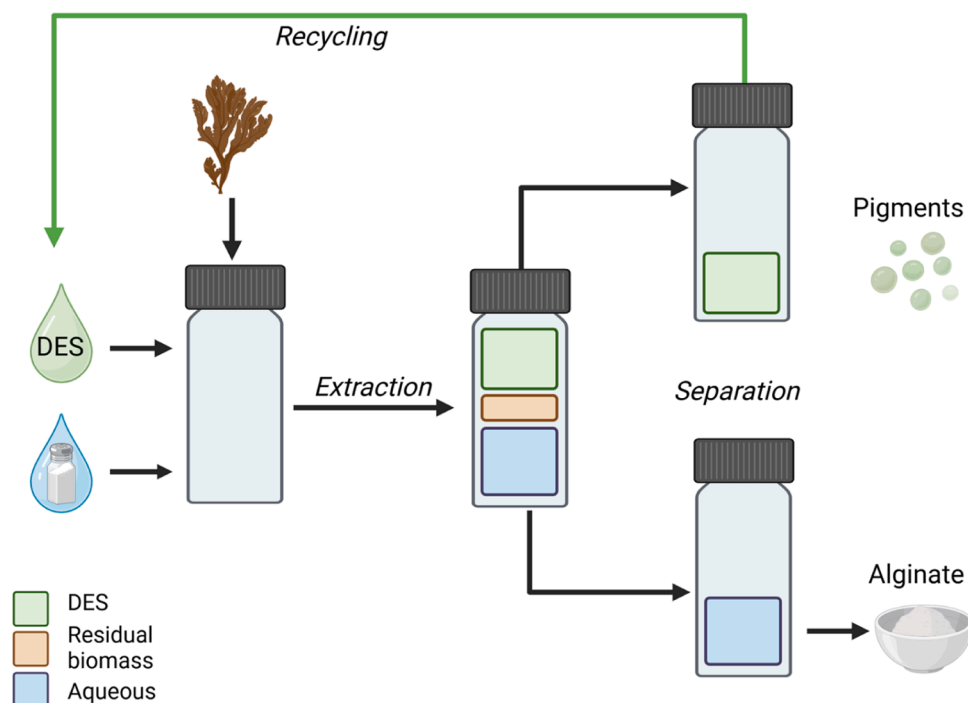 Recycling
Pigments
DES
Extraction
Separation
Alginate
DES
Residual
biomass
Aqueous